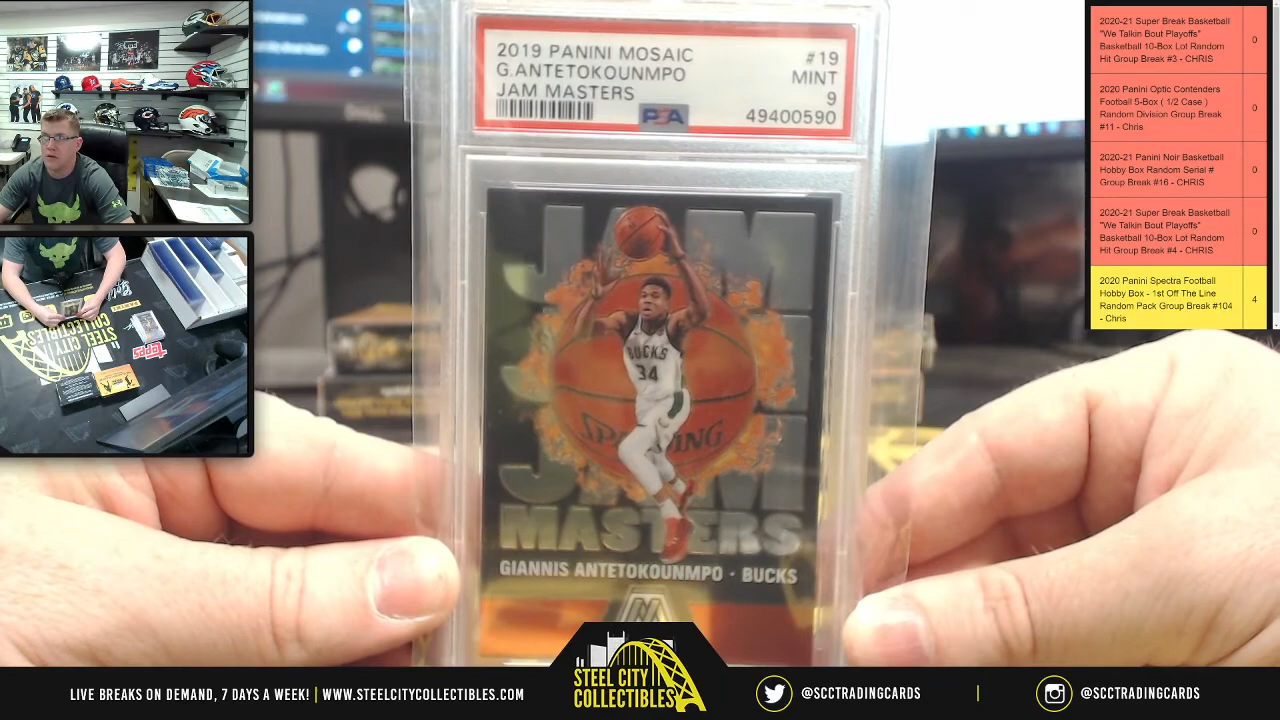 2019 PANINI MOSAIC #19
G.ANTETOKOUNMPO MINT
JAM MASTERS 9
PSA 49400590
JAM
JAM
MASTERS
BUCKS
34
SPALDING
GIANNIS ANTETOKOUNMPO · BUCKS
2020-21 Super Break Basketball
"We Talkin Bout Playoffs"
Basketball 10-Box Lot Random
Hit Group Break #3 - CHRIS
0
2020 Panini Optic Contenders
Football 5-Box ( 1/2 Case )
Random Division Group Break
#11 - Chris
0
2020-21 Panini Noir Basketball
Hobby Box Random Serial #
Group Break #16 - CHRIS
0
2020-21 Super Break Basketball
"We Talkin Bout Playoffs"
Basketball 10-Box Lot Random
Hit Group Break #4 - CHRIS
0
2020 Panini Spectra Football
Hobby Box - 1st Off The Line
Random Pack Group Break #104
- Chris
4
STEEL CITY
COLLECTIBLES
topps
LIVE BREAKS ON DEMAND, 7 DAYS A WEEK! | WWW.STEELCITYCOLLECTIBLES.COM
STEEL CITY
COLLECTIBLES
@SCCTRADINGCARDS | @SCCTRADINGCARDS